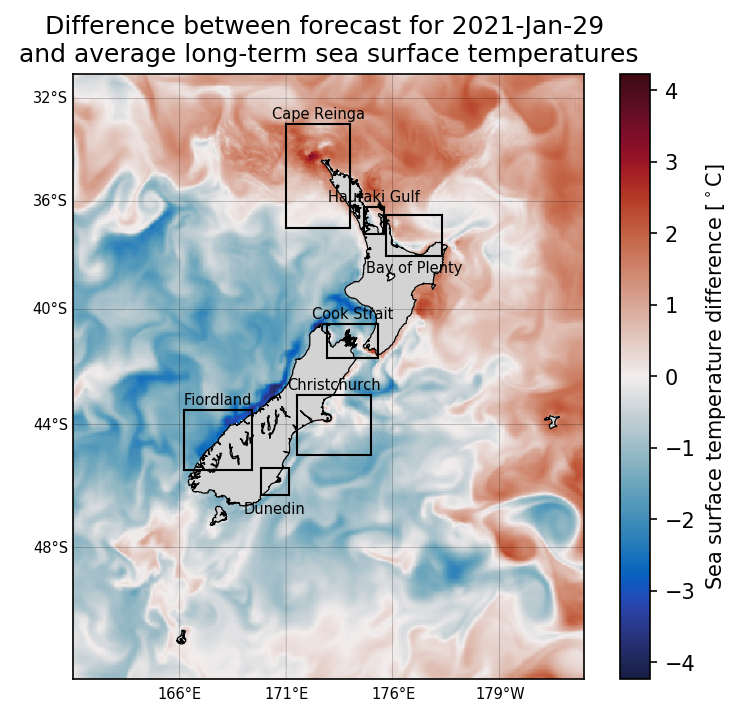 Difference between forecast for 2021-Jan-29
and average long-term sea surface temperatures
32°S
36°S
40°S
44°S
48°S
Cape Reinga
Hauraki Gulf
Bay of Plenty
Cook Strait
Christchurch
Fiordland
Dunedin
166°E
171°E
176°E
179°W
4
3
2
1
0
−1
−2
−3
−4
Sea surface temperature difference [°C]